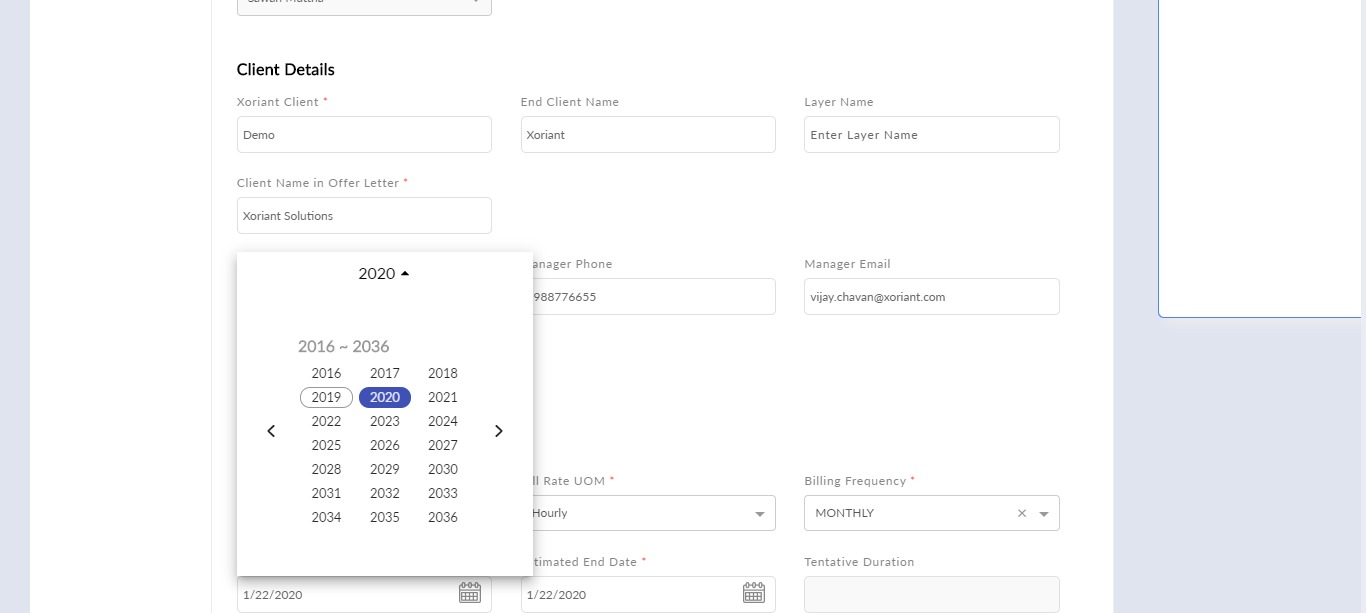 Client Details
Xoriant Client * End Client Name Layer Name
Demo Xoriant Enter Layer Name
Client Name in Offer Letter *
Xoriant Solutions
anager Phone Manager Email
2020
988776655 vijay.chavan@xoriant.com
2016 ~ 2036
2016 2017 2018
2019 2020 2021
2022 2023 2024
2025 2026 2027
2028 2029 2030
ll Rate UOM * Billing Frequency *
2031 2032 2033
Hourly MONTHLY ×
2034 2035 2036
timated End Date * Tentative Duration
1/22/2020 1/22/2020